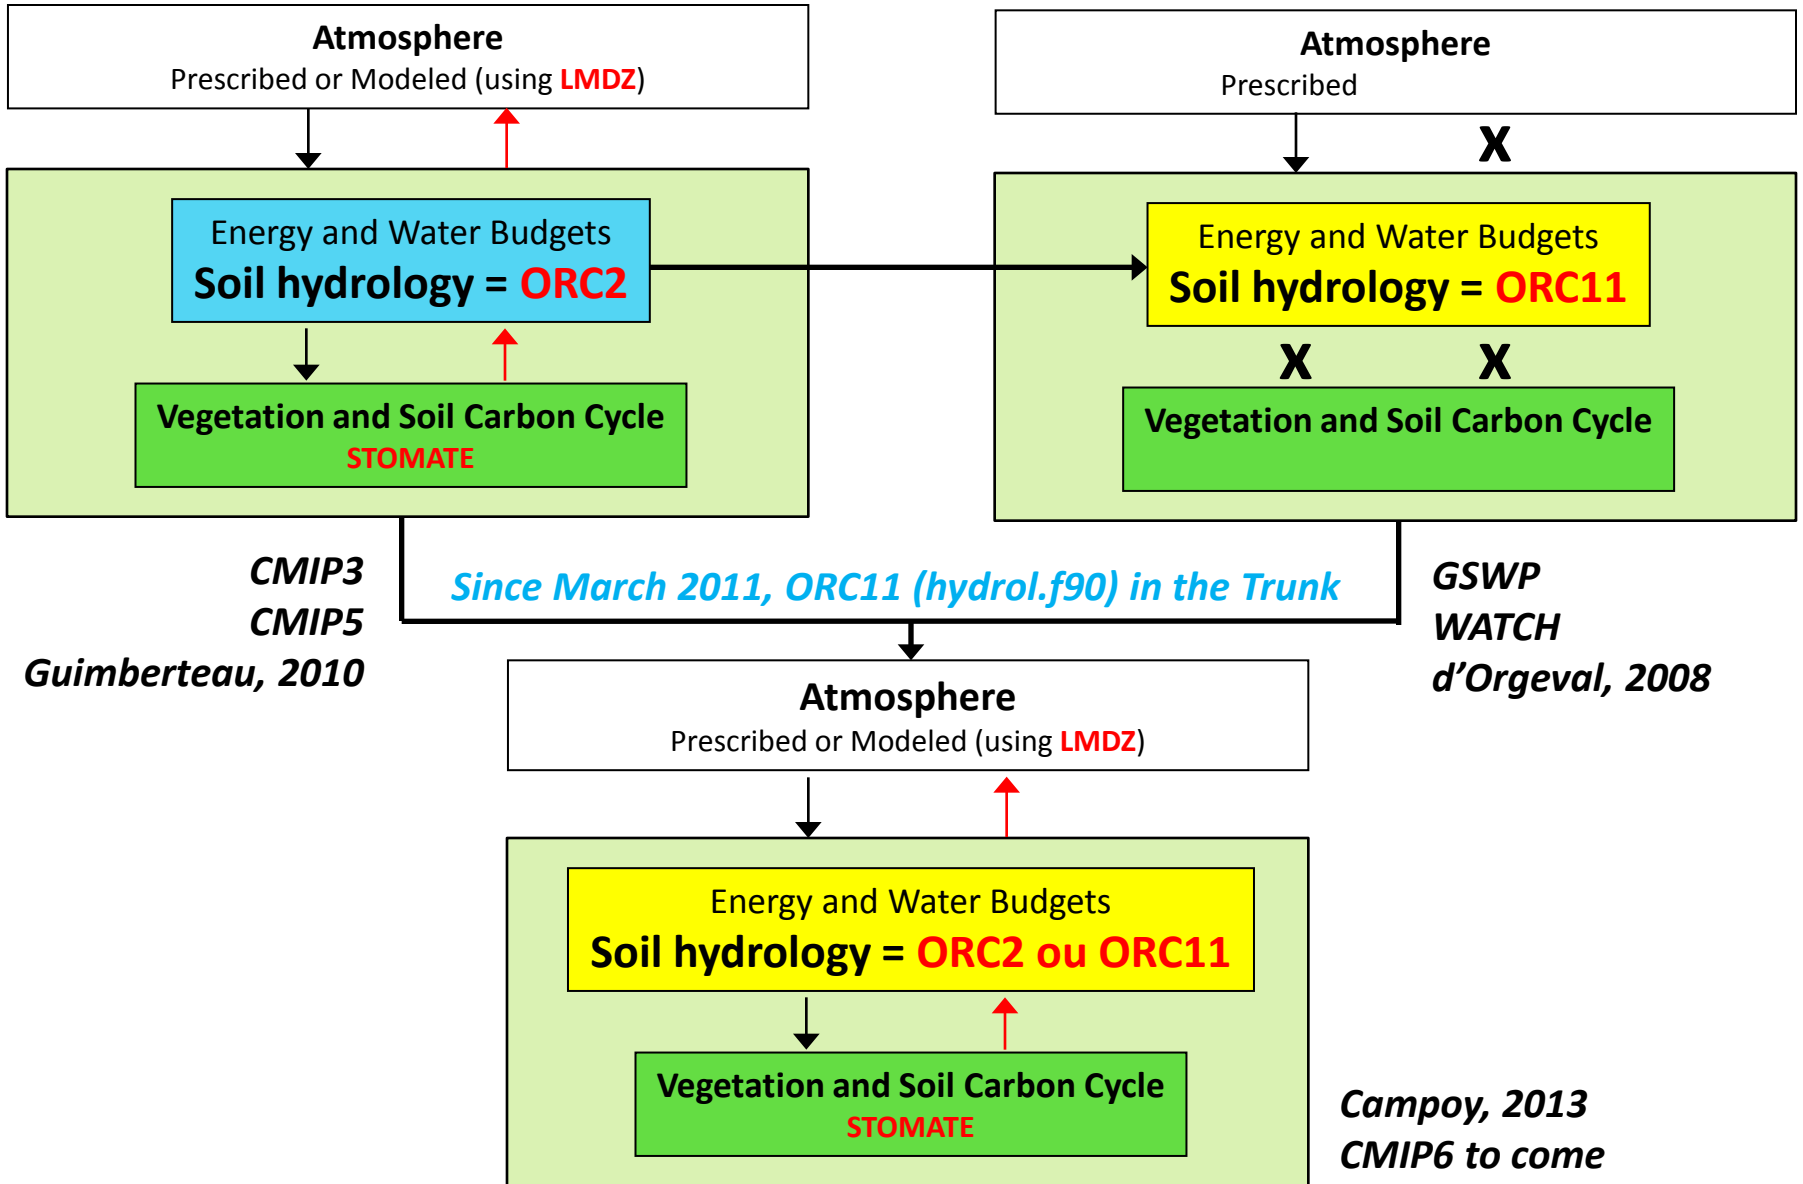 Atmosphere
Prescribed or Modeled (using LMDZ)
Energy and Water Budgets
Soil hydrology = ORC2
Vegetation and Soil Carbon Cycle
STOMATE
Atmosphere
Prescribed
X
Energy and Water Budgets
Soil hydrology = ORC11
X X
Vegetation and Soil Carbon Cycle
CMIP3
CMIP5
Guimberteau, 2010
Since March 2011, ORC11 (hydrol.f90) in the Trunk
GSWP
WATCH
d’Orgeval, 2008
Atmosphere
Prescribed or Modeled (using LMDZ)
Energy and Water Budgets
Soil hydrology = ORC2 ou ORC11
Vegetation and Soil Carbon Cycle
STOMATE
Campoy, 2013
CMIP6 to come